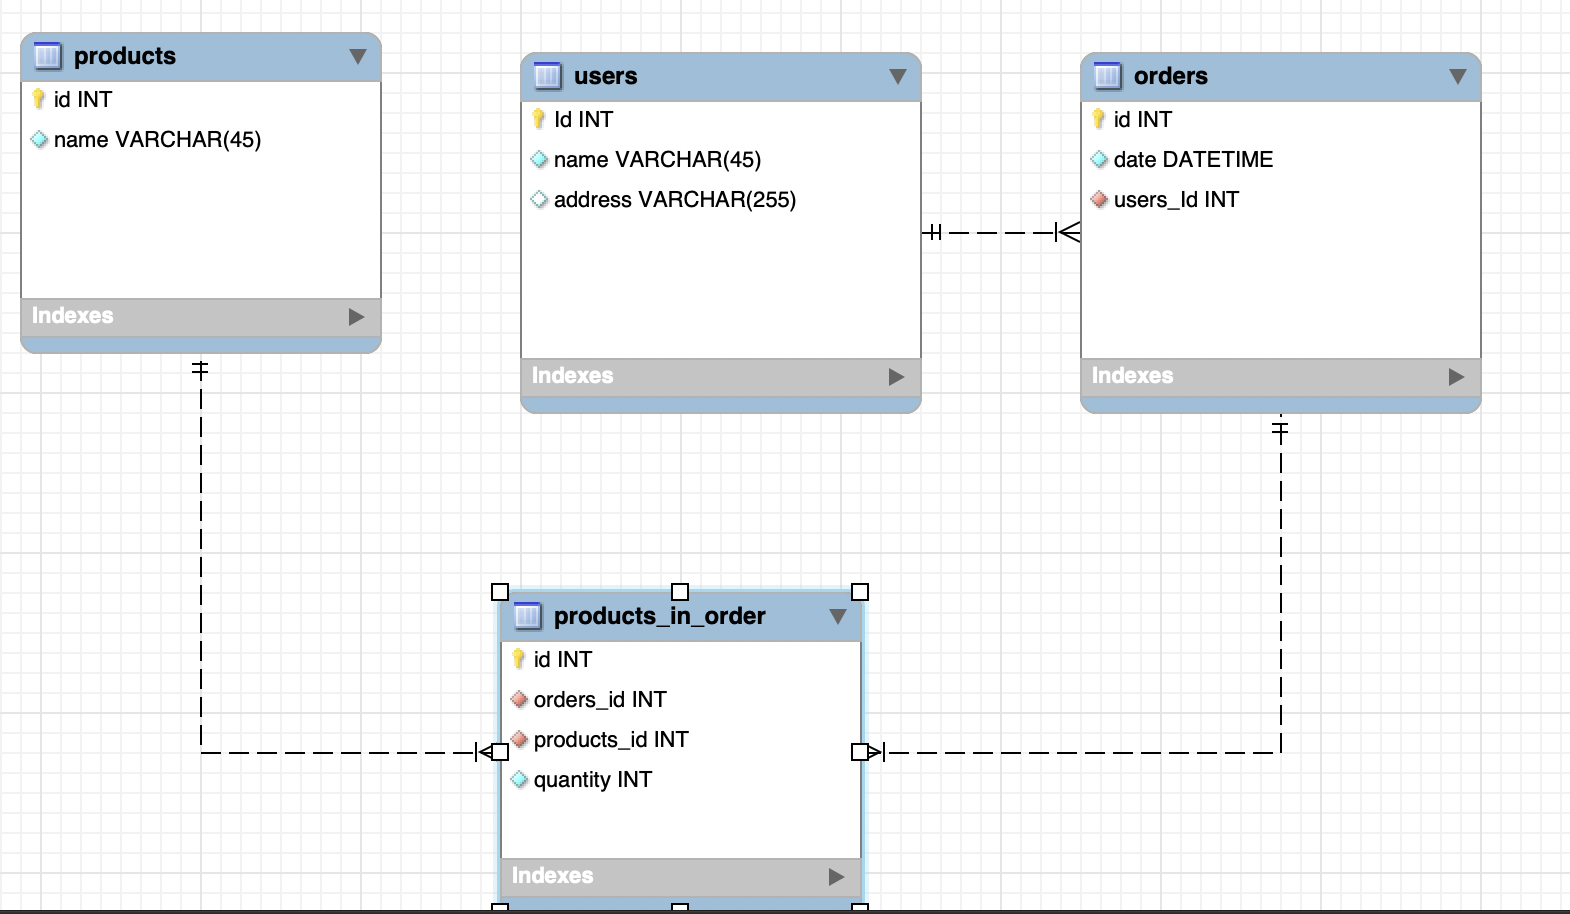 products
id INT
name VARCHAR(45)
Indexes
users
Id INT
name VARCHAR(45)
address VARCHAR(255)
Indexes
orders
id INT
date DATETIME
users_Id INT
Indexes
products_in_order
id INT
orders_id INT
products_id INT
quantity INT
Indexes